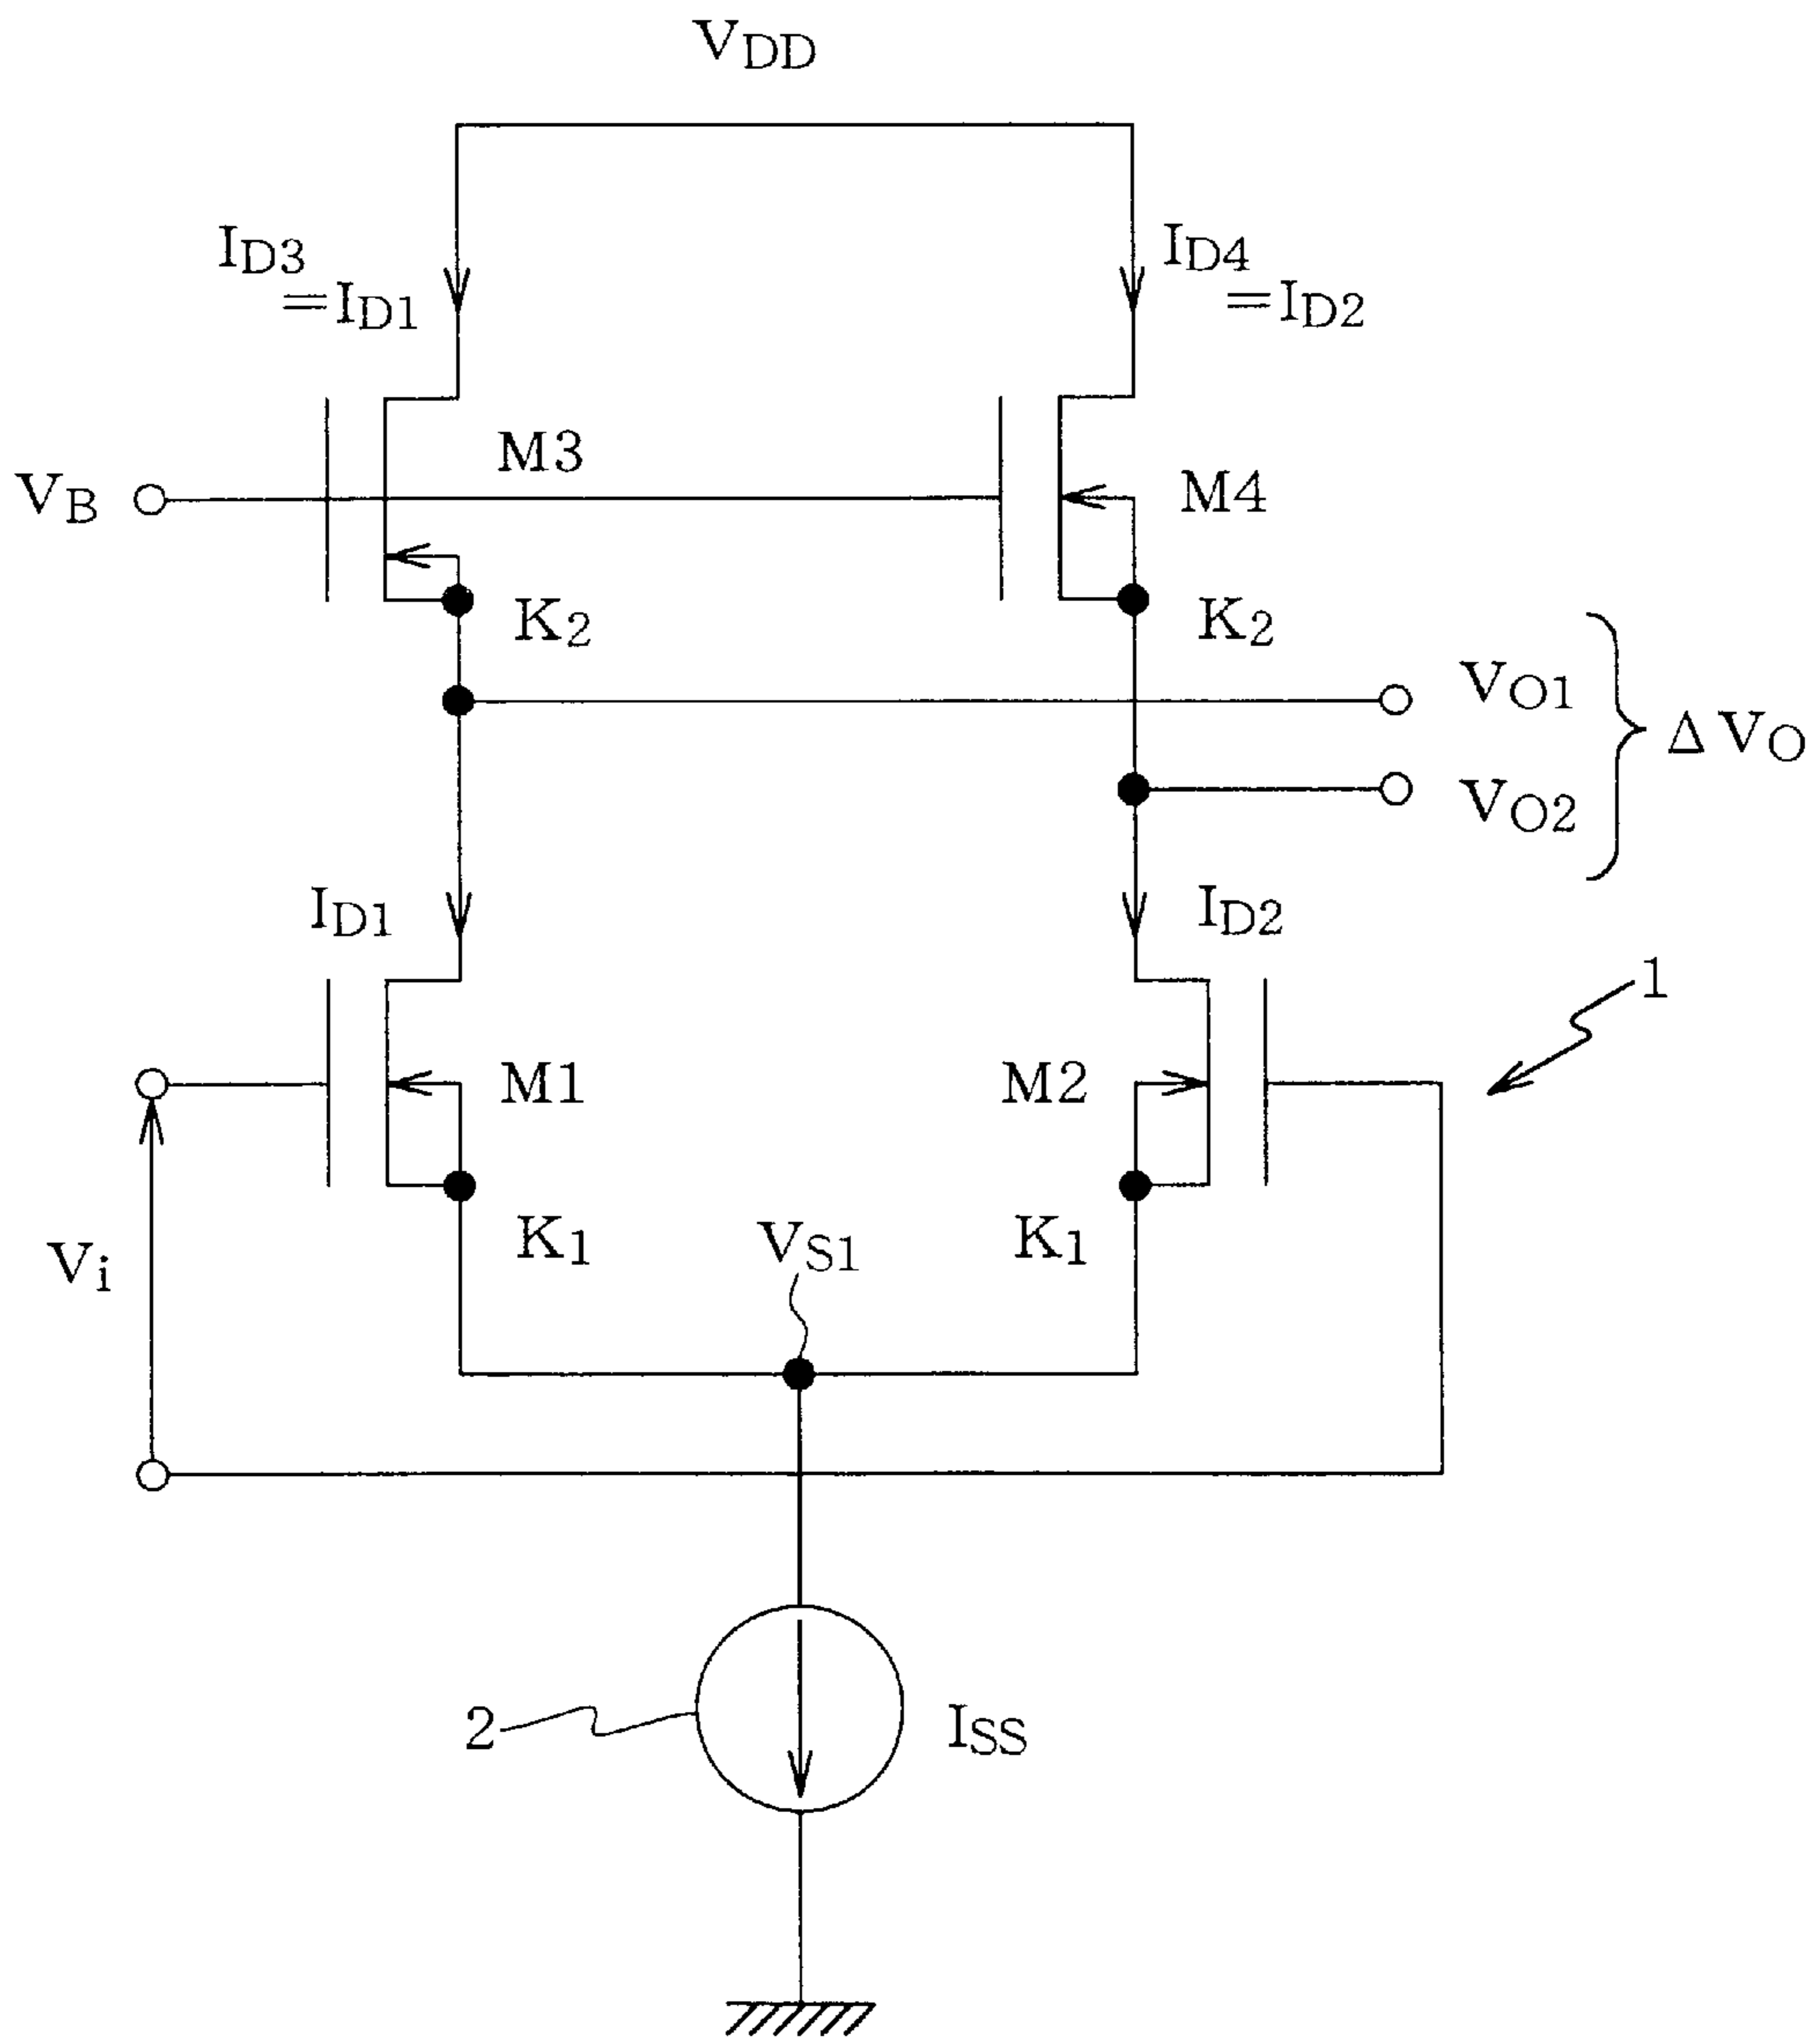 VDD
ID3
=ID1
ID4
=ID2
M3
M4
VB
K2
K2
VO1
ΔVO
VO2
ID1
ID2
1
M1
M2
K1
VS1
K1
Vi
2
ISS